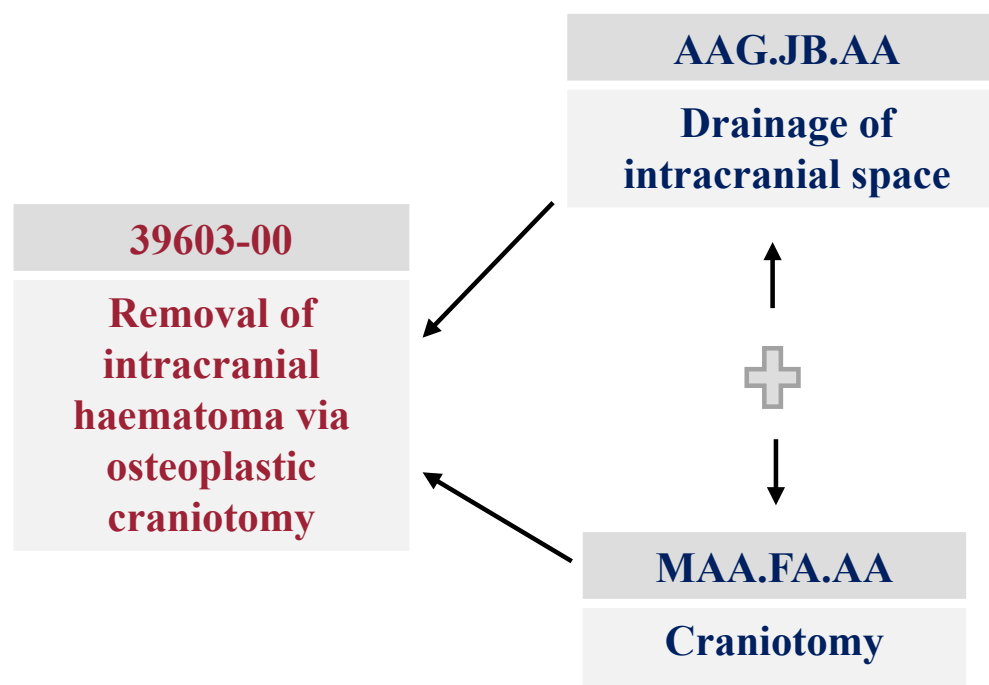 AAG.JB.AA
Drainage of
intracranial space
39603-00
Removal of
intracranial
haematoma via
osteoplastic
craniotomy
MAA.FA.AA
Craniotomy